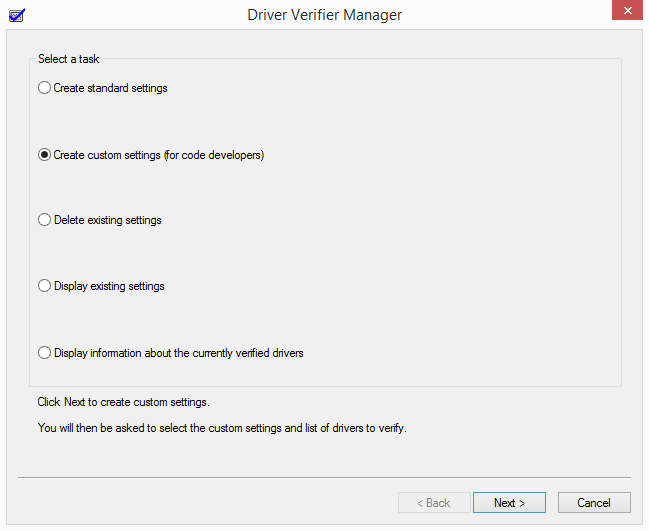 Driver Verifier Manager
Select a task
Create standard settings
Create custom settings (for code developers)
Delete existing settings
Display existing settings
Display information about the currently verified drivers
Click Next to create custom settings.
You will then be asked to select the custom settings and list of drivers to verify.
< Back Next > Cancel